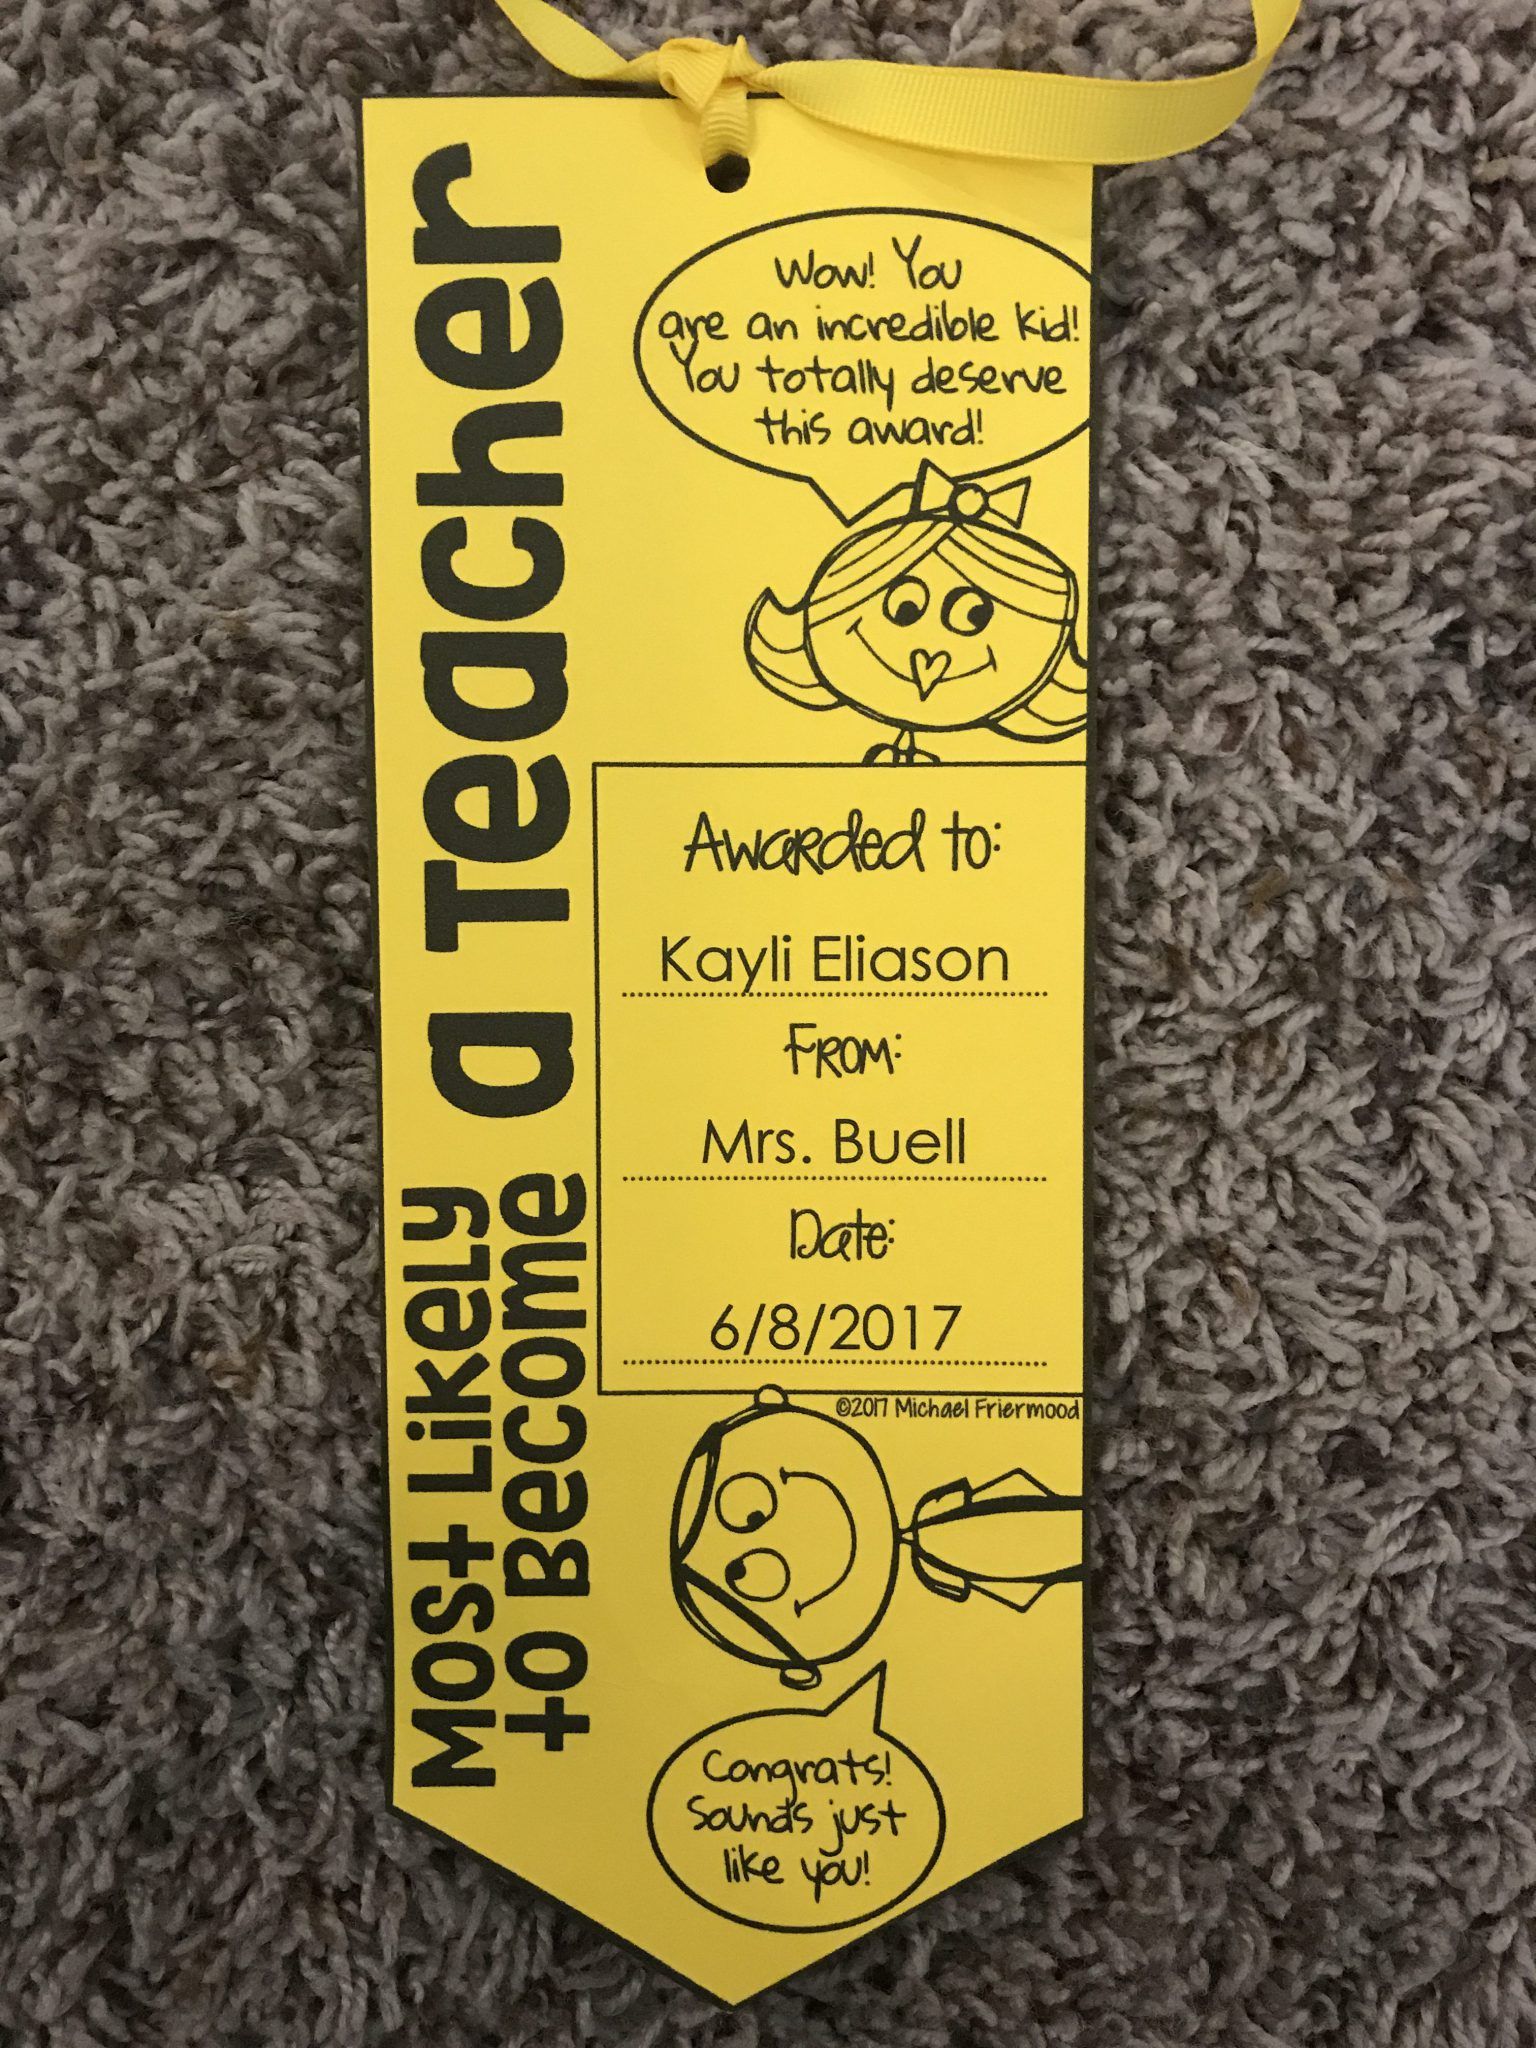 Most Likely
to Become
a Teacher
Wow! You
are an incredible kid!
You totally deserve
this award!
Awarded to:
Kayli Eliason
From:
Mrs. Buell
Date:
6/8/2017
©2017 Michael Friermood
Congrats!
Sounds just
like you!